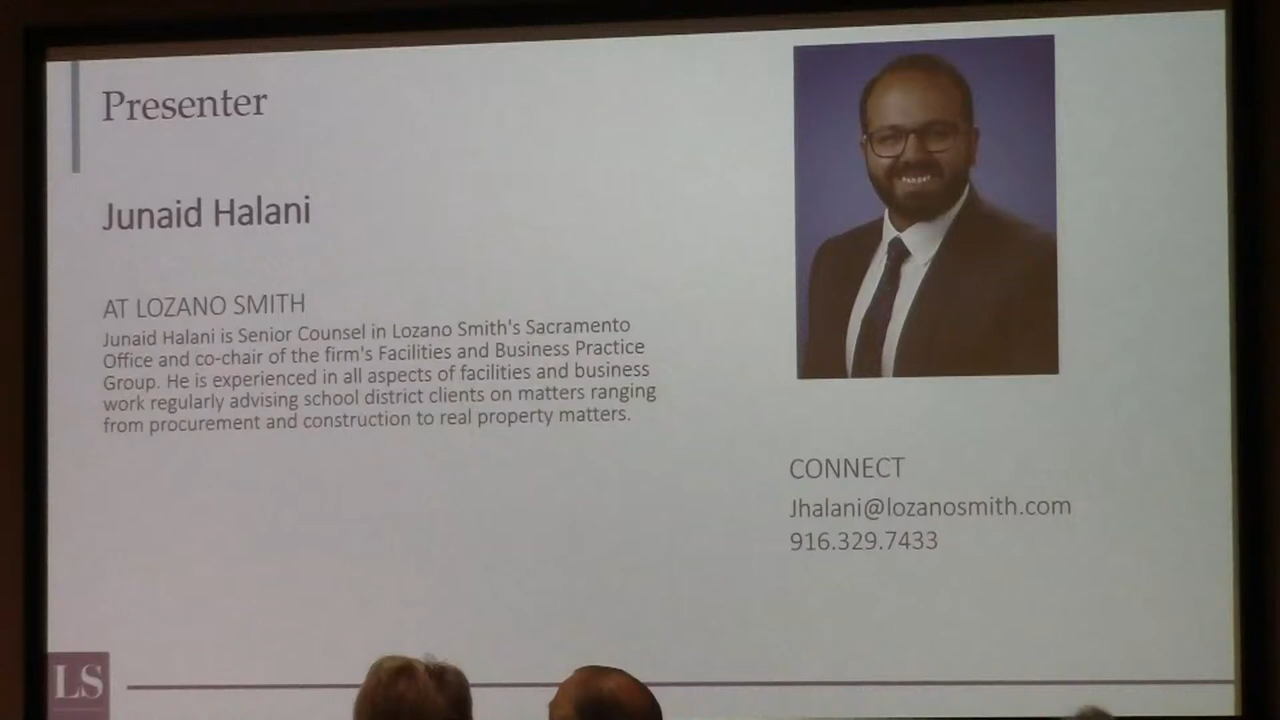 Presenter
Junaid Halani
AT LOZANO SMITH
Junaid Halani is Senior Counsel in Lozano Smith's Sacramento
Office and co-chair of the firm's Facilities and Business Practice
Group. He is experienced in all aspects of facilities and business
work regularly advising school district clients on matters ranging
from procurement and construction to real property matters.
CONNECT
Jhalani@lozanosmith.com
916.329.7433
LS